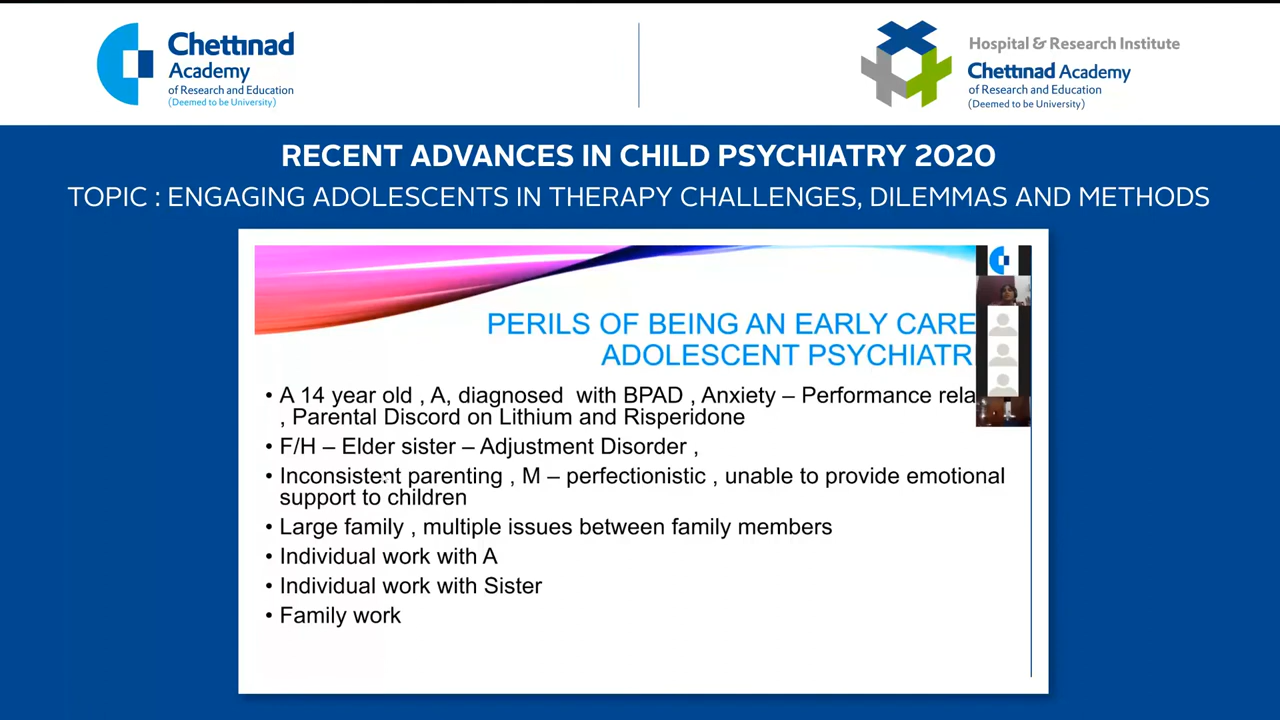 Chettinad
Academy
of Research and Education
(Deemed to be University)
Hospital & Research Institute
Chettinad Academy
of Research and Education
(Deemed to be University)
RECENT ADVANCES IN CHILD PSYCHIATRY 2020
TOPIC : ENGAGING ADOLESCENTS IN THERAPY CHALLENGES, DILEMMAS AND METHODS
PERILS OF BEING AN EARLY CARE
ADOLESCENT PSYCHIATR
• A 14 year old , A, diagnosed with BPAD , Anxiety – Performance rela
, Parental Discord on Lithium and Risperidone
• F/H – Elder sister – Adjustment Disorder ,
• Inconsistent parenting , M – perfectionistic , unable to provide emotional
support to children
• Large family , multiple issues between family members
• Individual work with A
• Individual work with Sister
• Family work